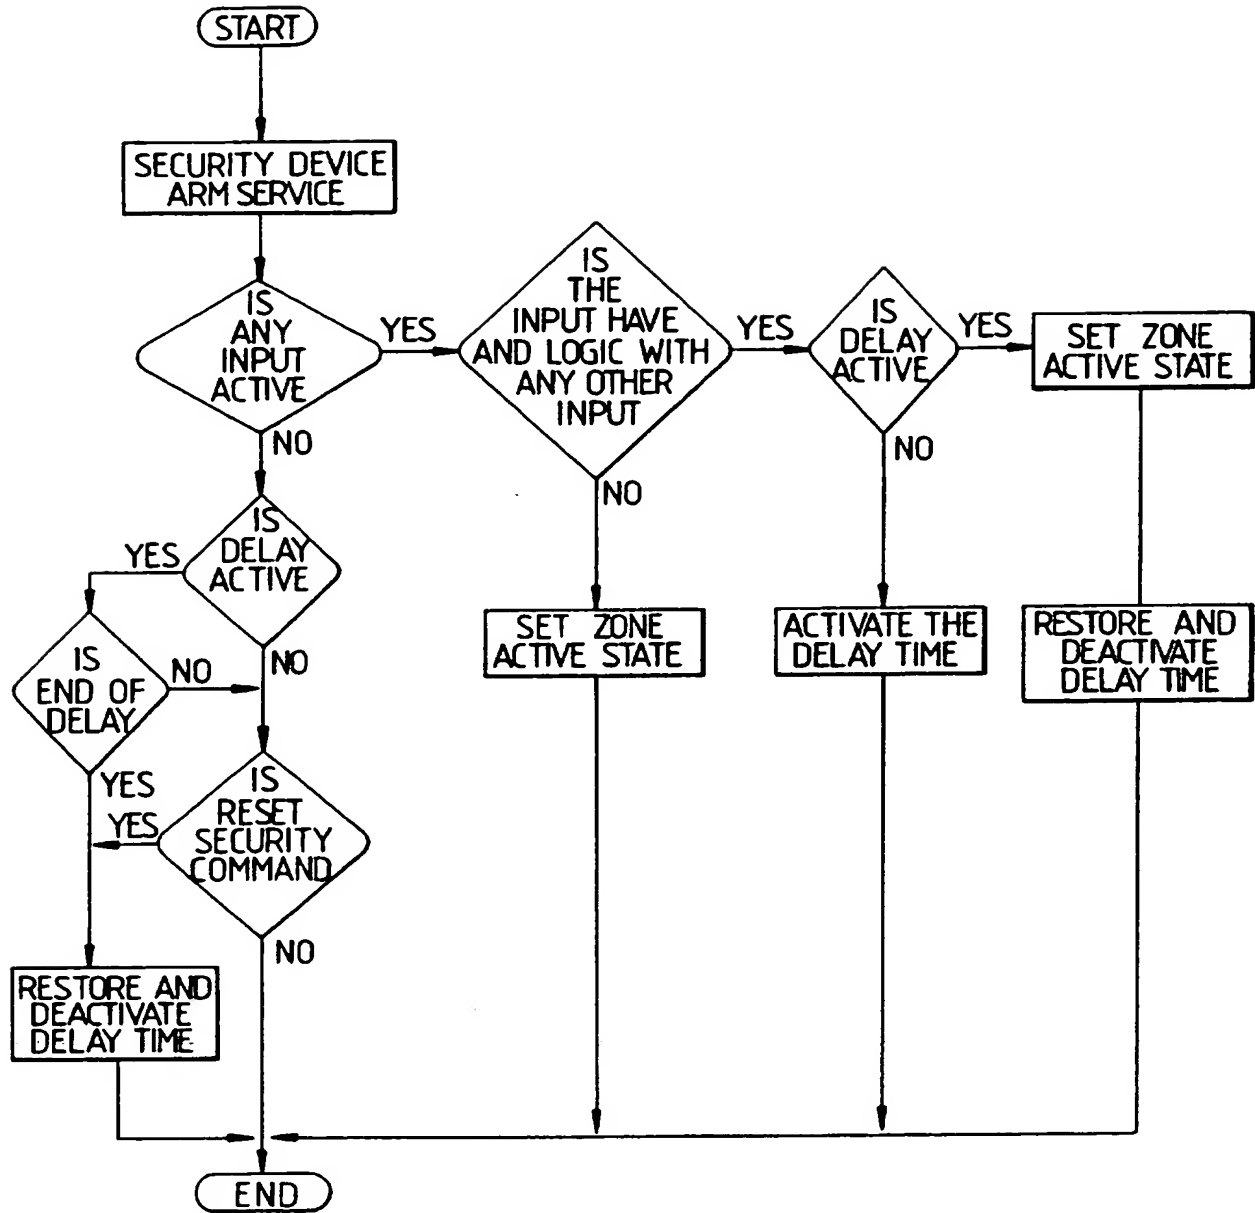 START
SECURITY DEVICE
ARM SERVICE
IS
ANY
INPUT
ACTIVE
YES
NO
IS
THE
INPUT HAVE
AND LOGIC WITH
ANY OTHER
INPUT
YES
NO
IS
DELAY
ACTIVE
YES
NO
SET ZONE
ACTIVE STATE
IS
DELAY
ACTIVE
YES
NO
IS
END OF
DELAY
NO
YES
SET ZONE
ACTIVE STATE
ACTIVATE THE
DELAY TIME
RESTORE AND
DEACTIVATE
DELAY TIME
IS
RESET
SECURITY
COMMAND
YES
NO
RESTORE AND
DEACTIVATE
DELAY TIME
END